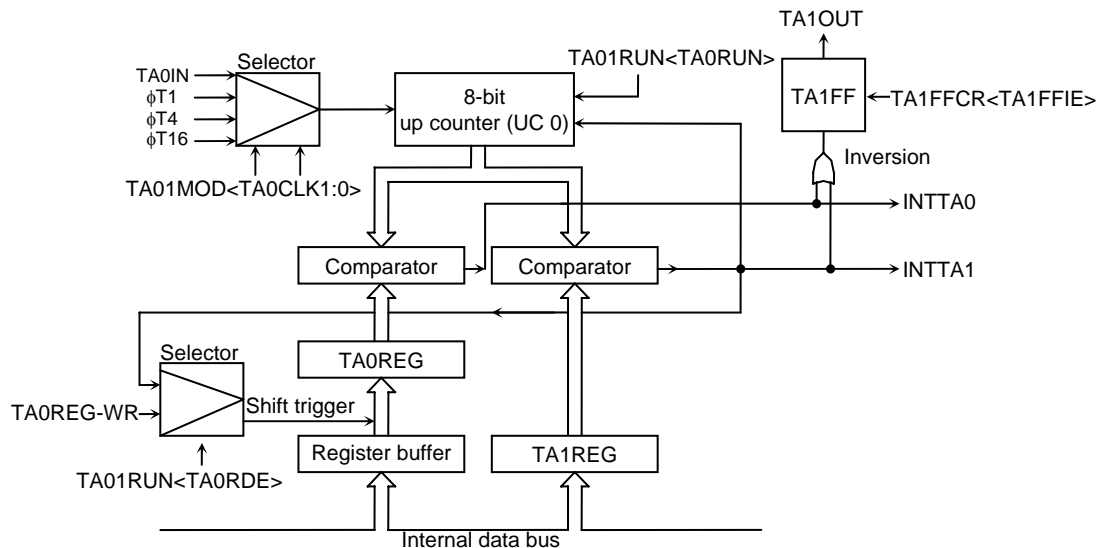 TA1OUT
Selector
TA01RUN<TA0RUN>
TA0IN
φT1
φT4
φT16
8-bit
up counter (UC 0)
TA1FF
TA1FFCR<TA1FFIE>
Inversion
TA01MOD<TA0CLK1:0>
INTTA0
Comparator
Comparator
INTTA1
Selector
TA0REG
TA0REG-WR
Shift trigger
Register buffer
TA1REG
TA01RUN<TA0RDE>
Internal data bus